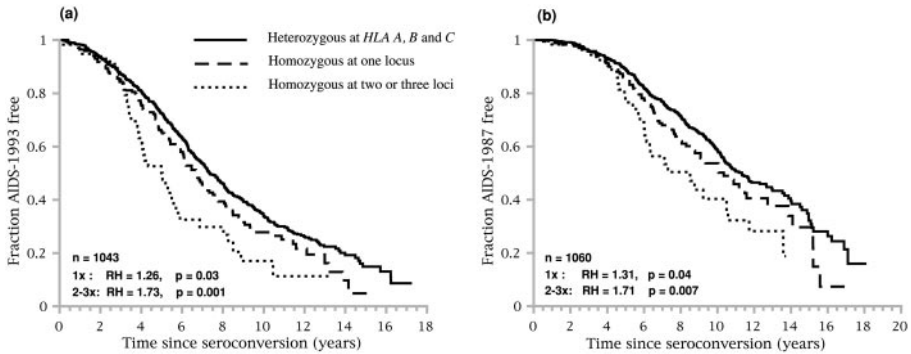 (a)
Heterozygous at HLA A, B and C
Homozygous at one locus
Homozygous at two or three loci
Fraction AIDS-1993 free
1
0.8
0.6
0.4
0.2
0
n = 1043
1x : RH = 1.26, p = 0.03
2-3x: RH = 1.73, p = 0.001
0 2 4 6 8 10 12 14 16 18
Time since seroconversion (years)
(b)
Fraction AIDS-1987 free
1
0.8
0.6
0.4
0.2
0
n = 1060
1x : RH = 1.31, p = 0.04
2-3x: RH = 1.71 p = 0.007
0 2 4 6 8 10 12 14 16 18 20
Time since seroconversion (years)